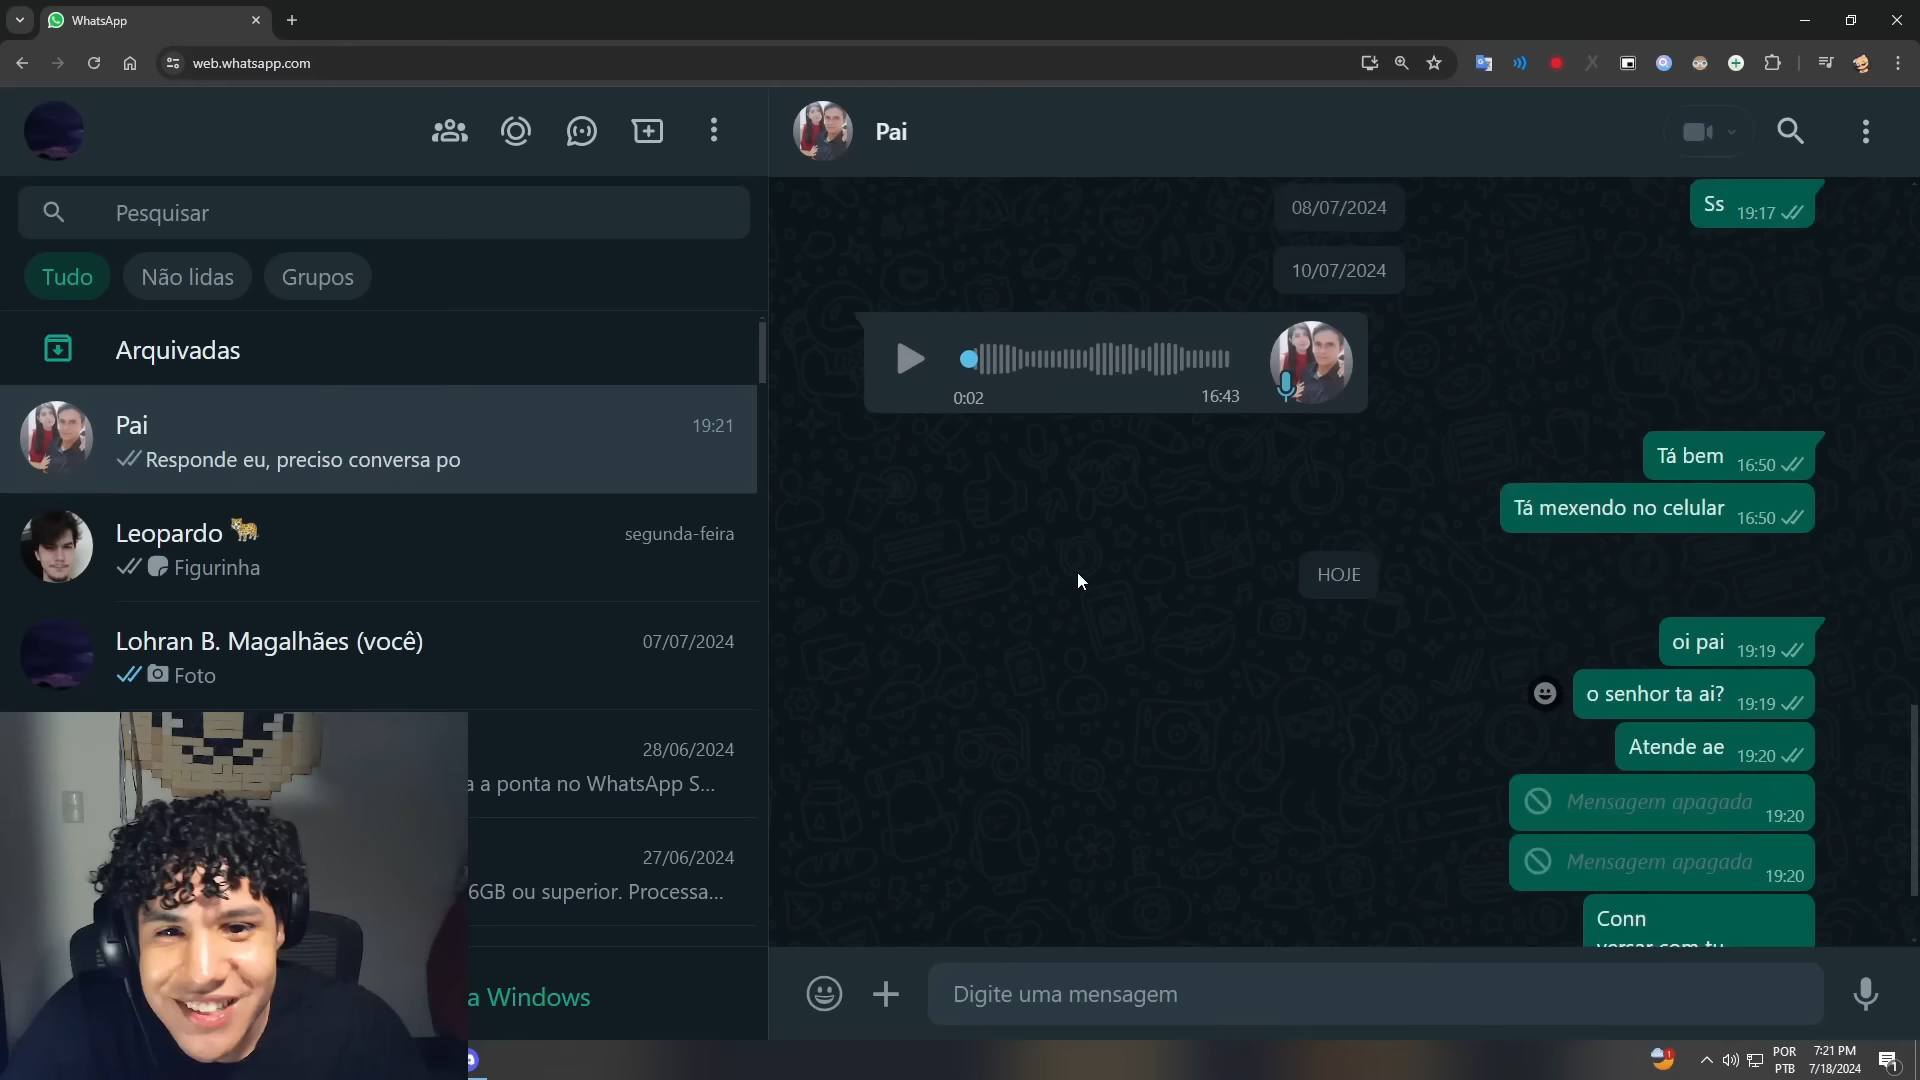 WhatsApp
web.whatsapp.com
Pesquisar
Tudo
Não lidas
Grupos
Arquivadas
Pai
19:21
Responde eu, preciso conversa po
Leopardo 🐆
segunda-feira
Figurinha
Lohran B. Magalhães (você)
07/07/2024
Foto
28/06/2024
a a ponta no WhatsApp S...
27/06/2024
6GB ou superior. Processa...
a Windows
Pai
Ss 19:17
08/07/2024
10/07/2024
0:02
16:43
Tá bem 16:50
Tá mexendo no celular 16:50
HOJE
oi pai 19:19
o senhor ta ai? 19:19
Atende ae 19:20
Mensagem apagada 19:20
Mensagem apagada 19:20
Conn
versar com tu
Digite uma mensagem
POR
PTB
7:21 PM
7/18/2024
1
1